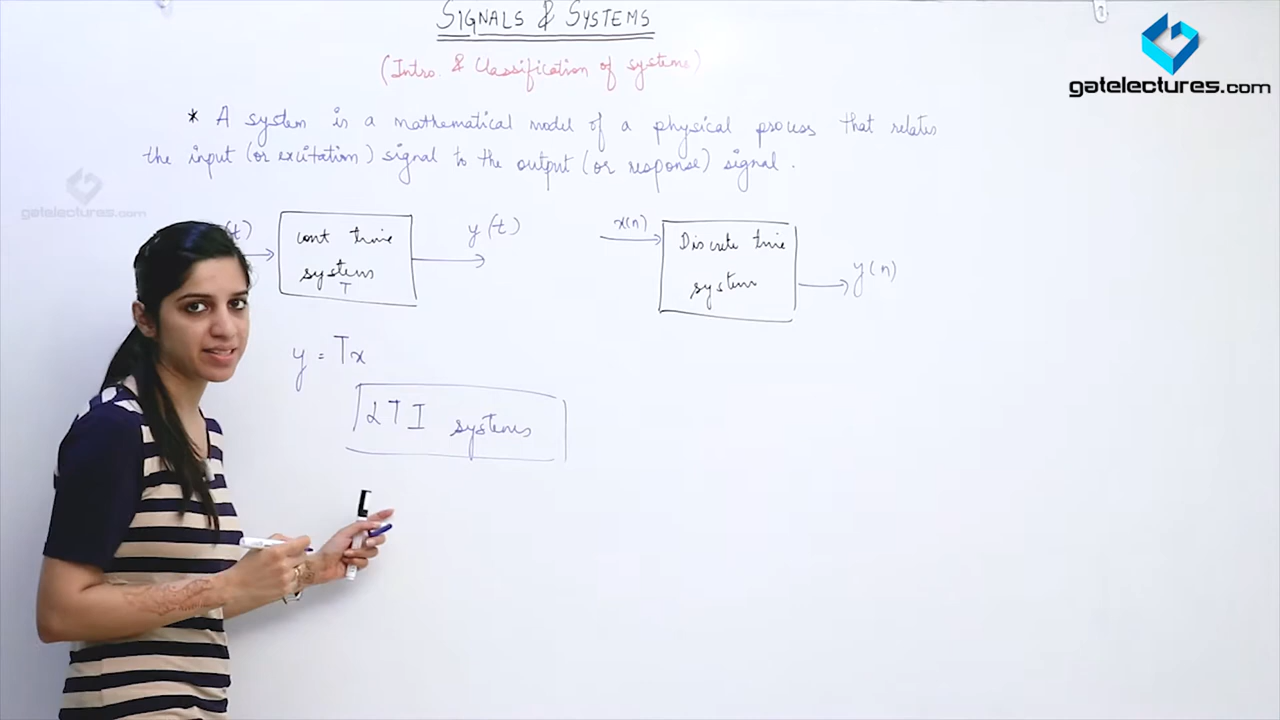 SIGNALS & SYSTEMS
(Intro. & Classification of systems)
* A system is a mathematical model of a physical process that relates
the input (or excitation) signal to the output (or response) signal.
(t)
cont time
system
T
y(t)
x(n)
Discrete time
system
y(n)
y = Tx
LTI systems
gatelectures.com
gatelectures.com